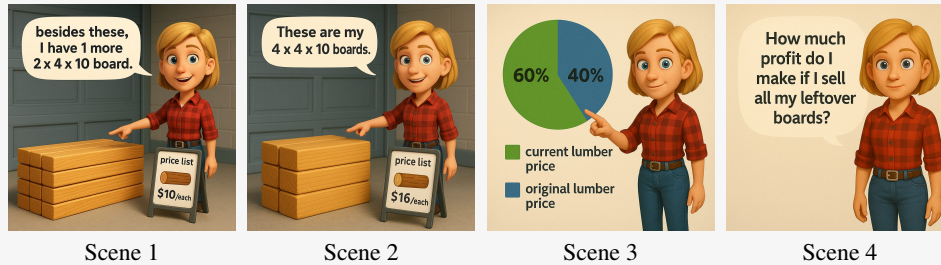 besides these,
I have 1 more
2 x 4 x 10 board.
price list
$10/each
Scene 1
These are my
4 x 4 x 10 boards.
price list
$16/each
Scene 2
60%
40%
current lumber
price
original lumber
price
Scene 3
How much
profit do I
make if I sell
all my leftover
boards?
Scene 4